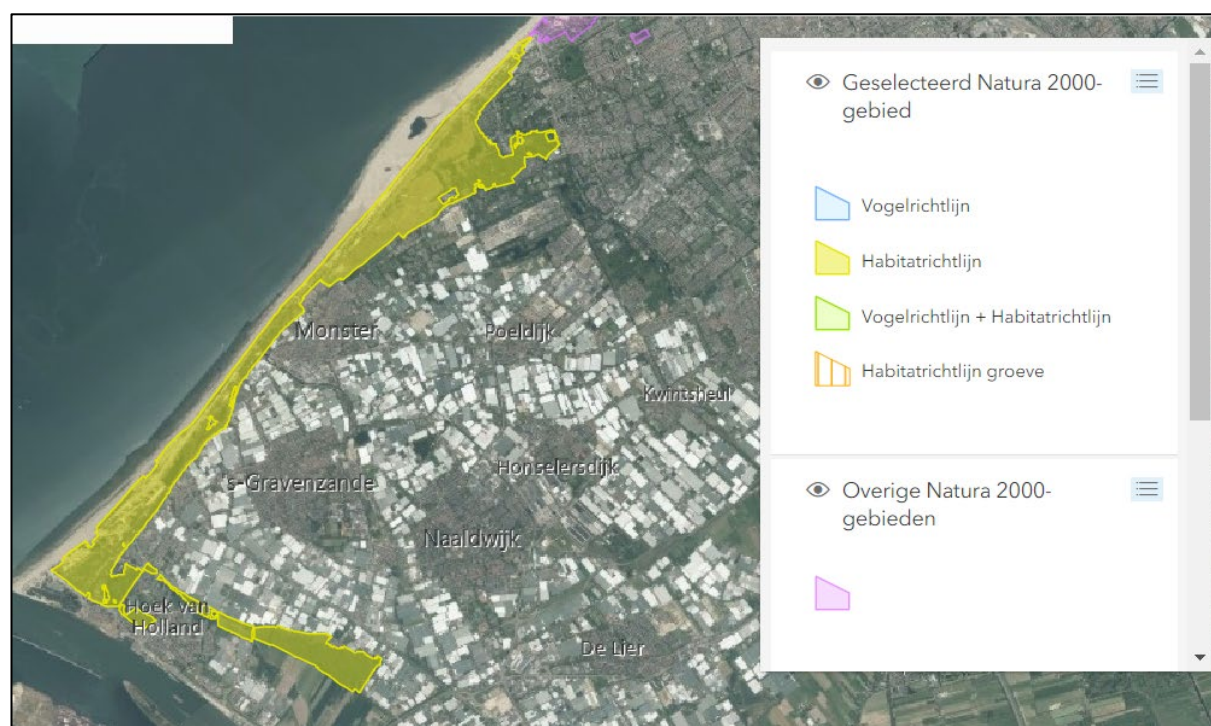 Geselecteerd Natura 2000-
gebied
Vogelrichtlijn
Habitatrichtlijn
Vogelrichtlijn + Habitatrichtlijn
Habitatrichtlijn groeve
Overige Natura 2000-
gebieden
Monster
Poeldijk
Kwintsheul
's-Gravenzande
Honselersdijk
Naaldwijk
Hoek van
Holland
De Lier